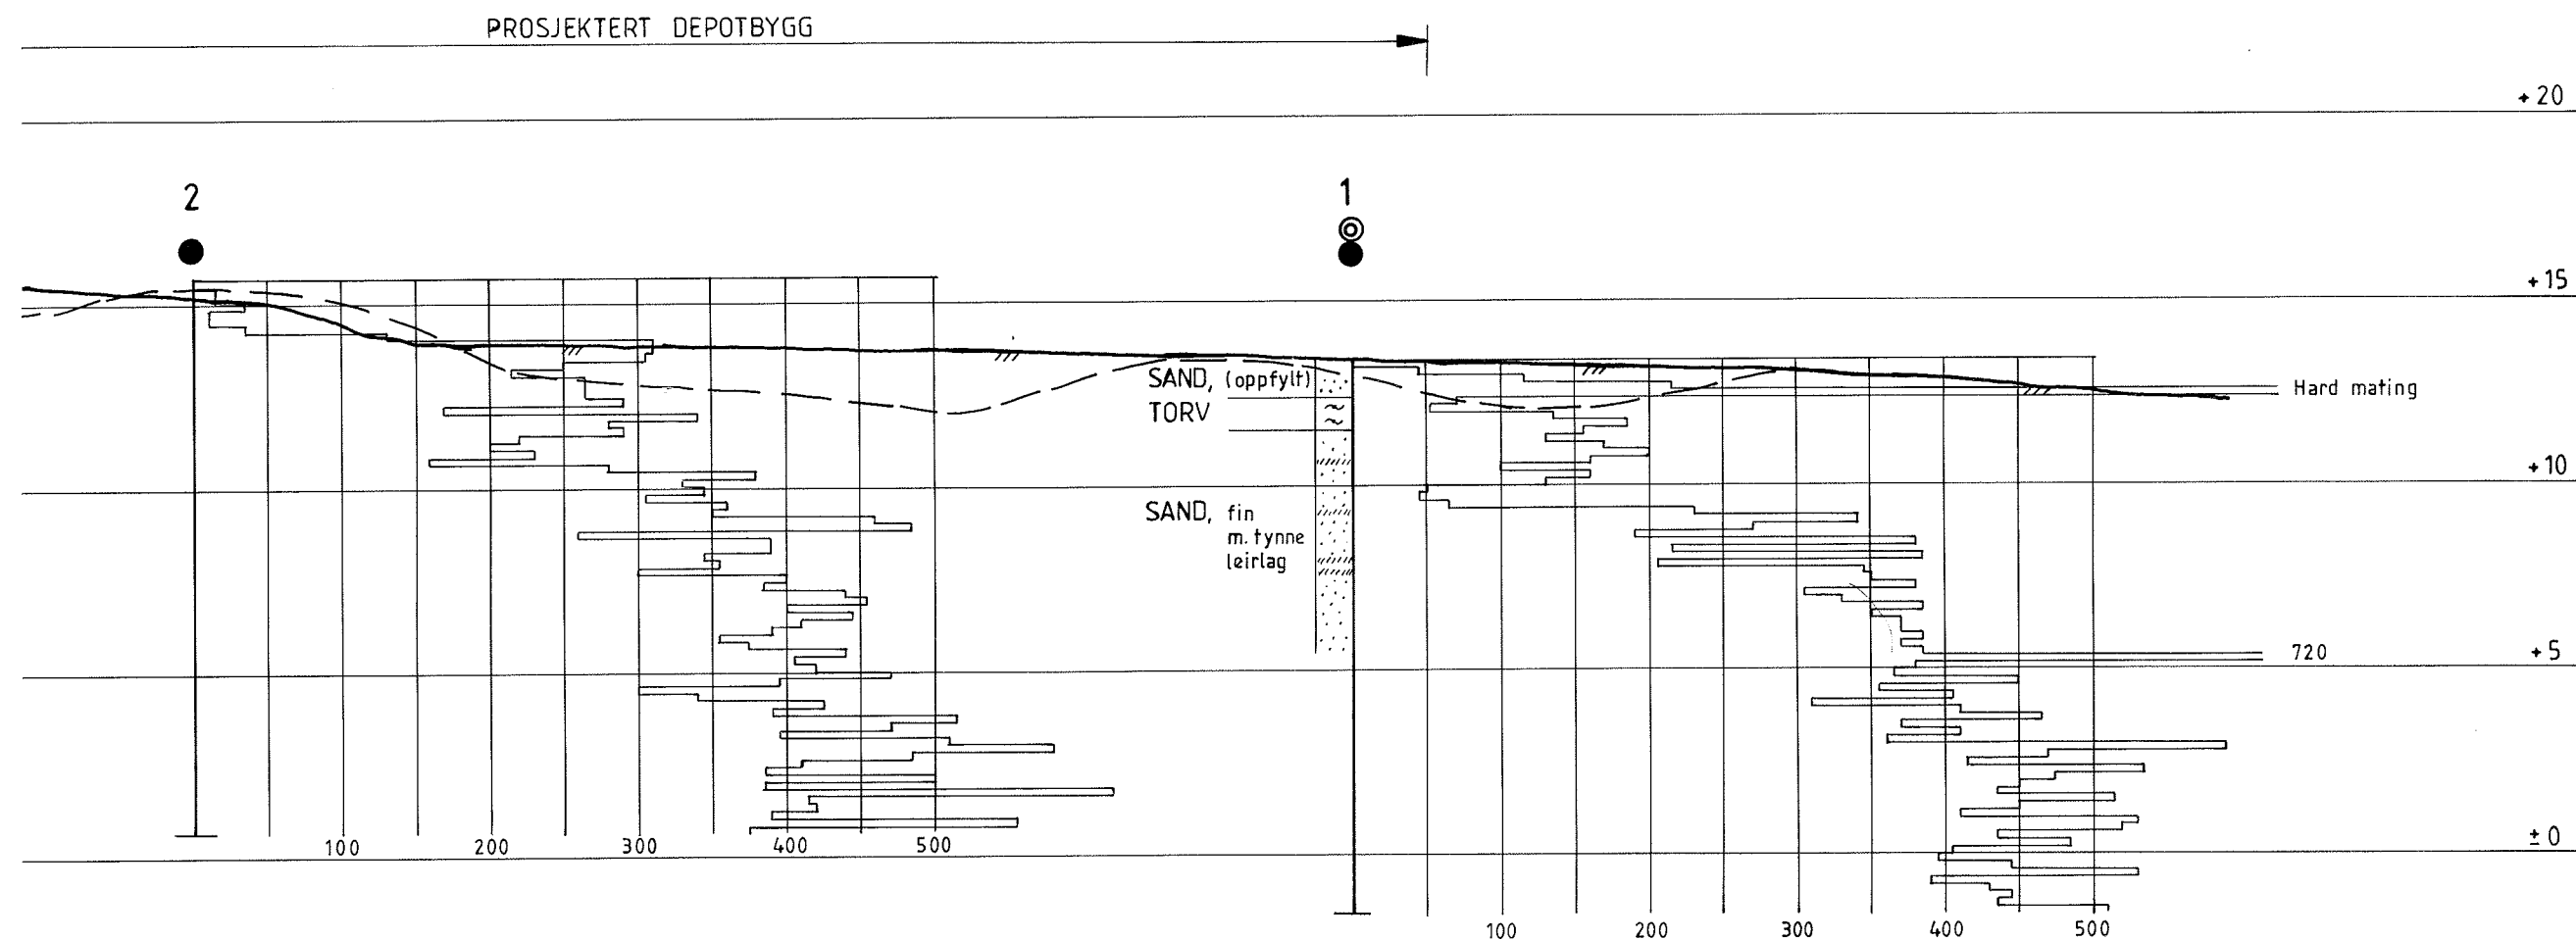 PROSJEKTERT DEPOTBYGG
+ 20
2
1
+ 15
SAND, (oppfylt)
Hard mating
TORV
+ 10
SAND, fin
m. tynne
leirlag
720
+ 5
± 0
100 200 300 400 500
100 200 300 400 500